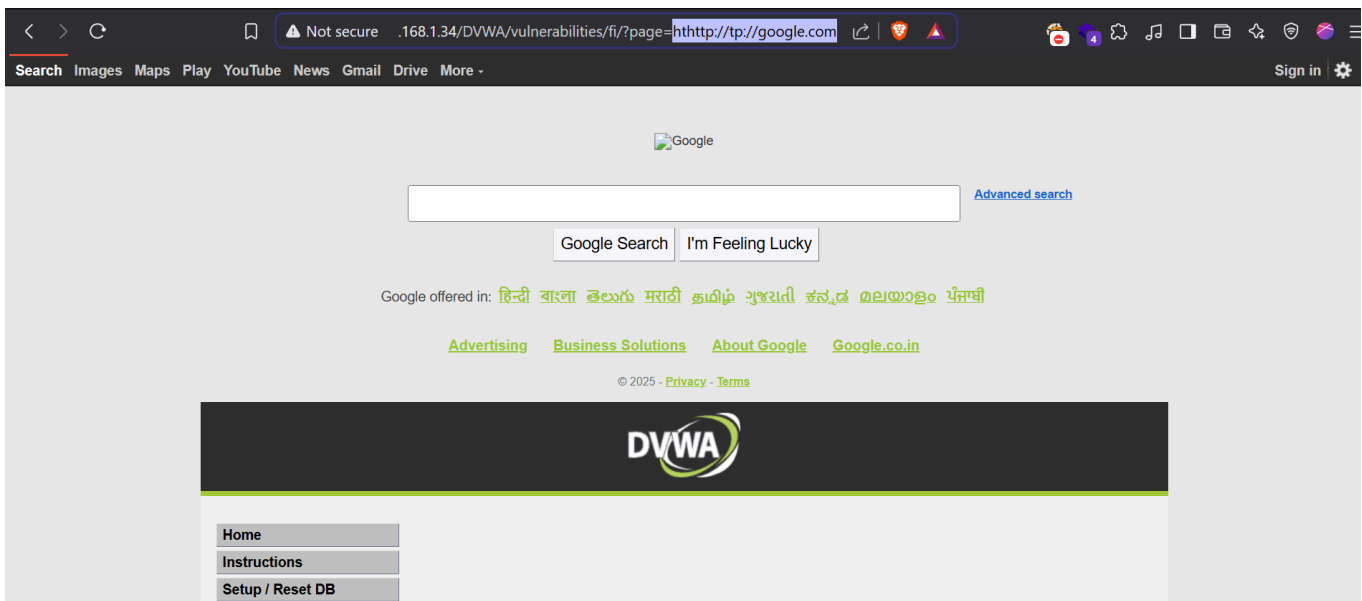 Not secure .168.1.34/DVWA/vulnerabilities/fi/?page=hthttp://tp://google.com
4
Search Images Maps Play YouTube News Gmail Drive More Sign in
Google
Advanced search
Google Search I'm Feeling Lucky
Google offered in: हिन्दी বাংলা తెలుగు मराठी தமிழ் ગુજરાતી ಕನ್ನಡ മലയാളം ਪੰਜਾਬੀ
Advertising Business Solutions About Google Google.co.in
© 2025 - Privacy - Terms
DVWA
Home
Instructions
Setup / Reset DB